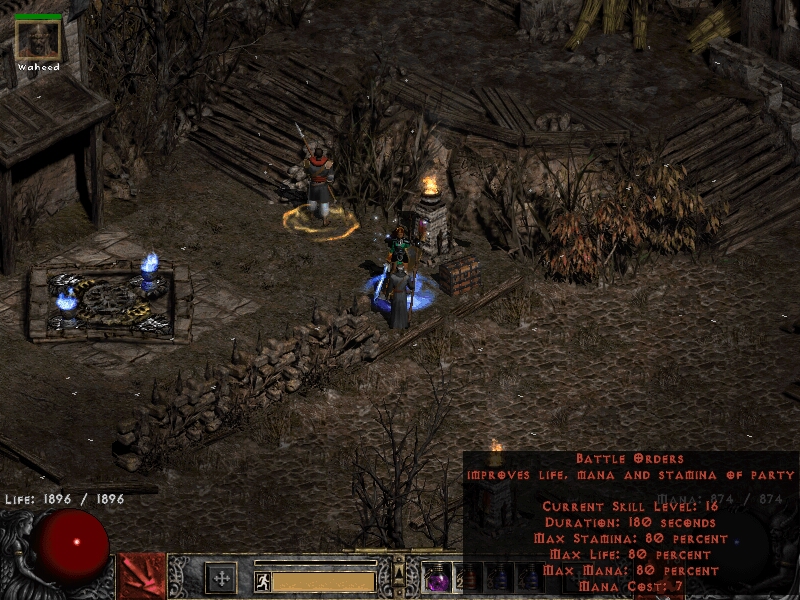 Waheed
Life: 1896 / 1896
Mana: 874 / 874
Battle Orders
improves life, mana and stamina of party
Current Skill Level: 16
Duration: 180 seconds
Max Stamina: 80 percent
Max Life: 80 percent
Max Mana: 80 percent
Mana Cost: 7